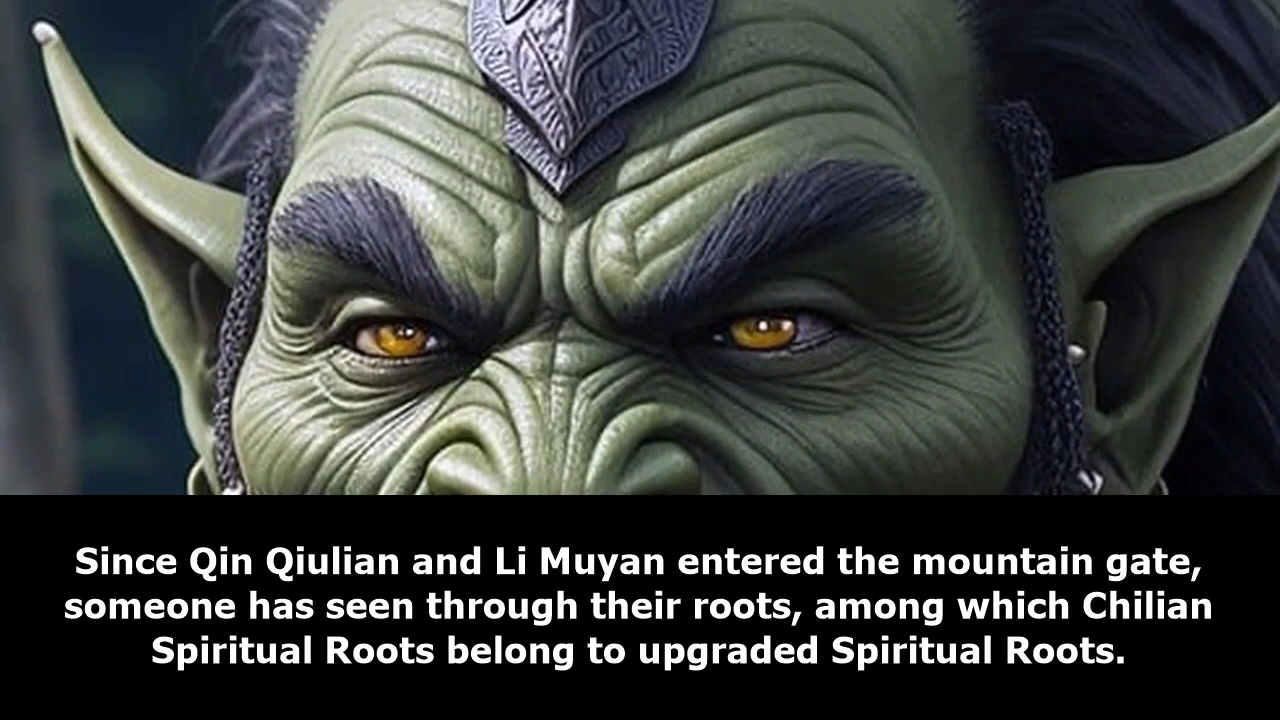 Since Qin Qiulian and Li Muyan entered the mountain gate,
someone has seen through their roots, among which Chilian
Spiritual Roots belong to upgraded Spiritual Roots.